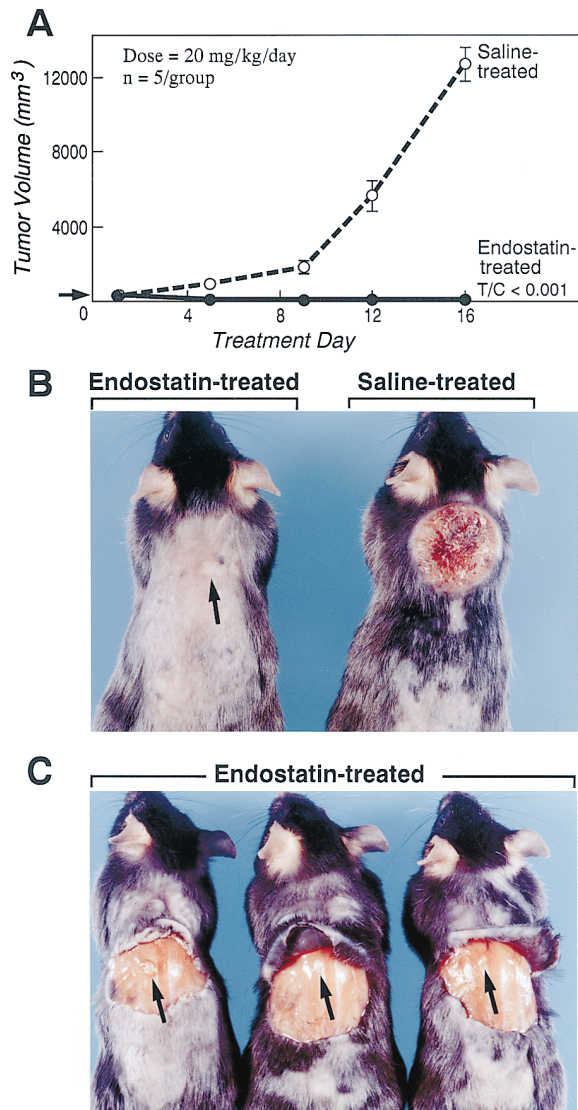 A
Dose = 20 mg/kg/day
n = 5/group
Tumor Volume (mm³)
12000
8000
4000
0
4
8
12
16
Treatment Day
Saline-
treated
Endostatin-
treated
T/C < 0.001
B
Endostatin-treated
Saline-treated
C
Endostatin-treated